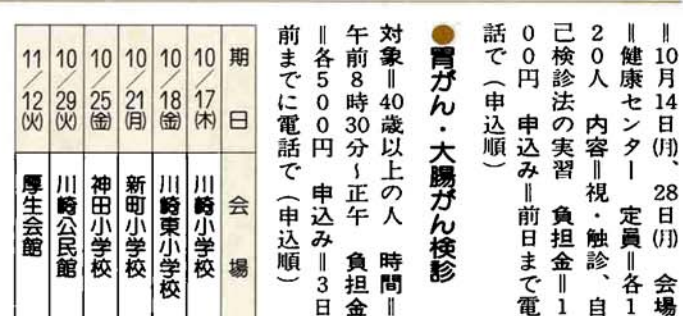 ＝10月14日(月)、28日(月)　会場
＝健康センター　定員＝各1
20人　内容＝視・触診、自
己検診法の実習　負担金＝1
00円　申込み＝前日まで電
話で（申込順）
●胃がん・大腸がん検診
対象＝40歳以上の人　時間＝
午前8時30分～正午　負担金
＝各500円　申込み＝3日
前までに電話で（申込順）
期日　会場
10／17(木)　川崎小学校
10／18(金)　川崎東小学校
10／21(月)　新町小学校
10／25(金)　神田小学校
10／29(火)　川崎公民館
11／12(火)　厚生会館